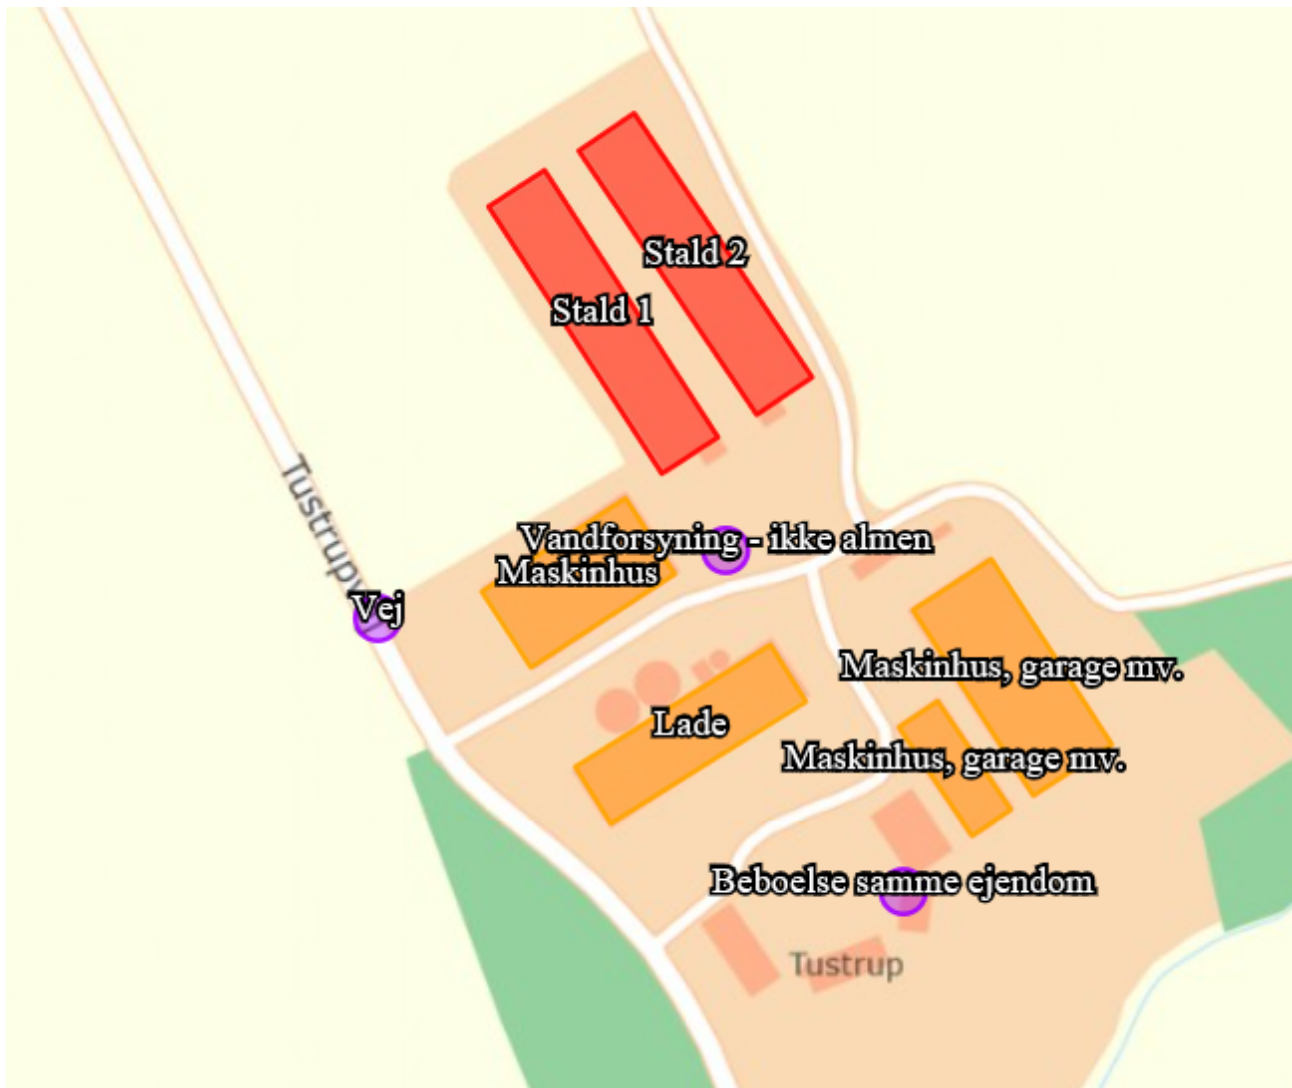 Stald 2
Stald 1
Vandforsyning - ikke almen
Maskinhus
Tustrupv
Vej
Maskinhus, garage mv.
Lade
Maskinhus, garage mv.
Beboelse samme ejendom
Tustrup